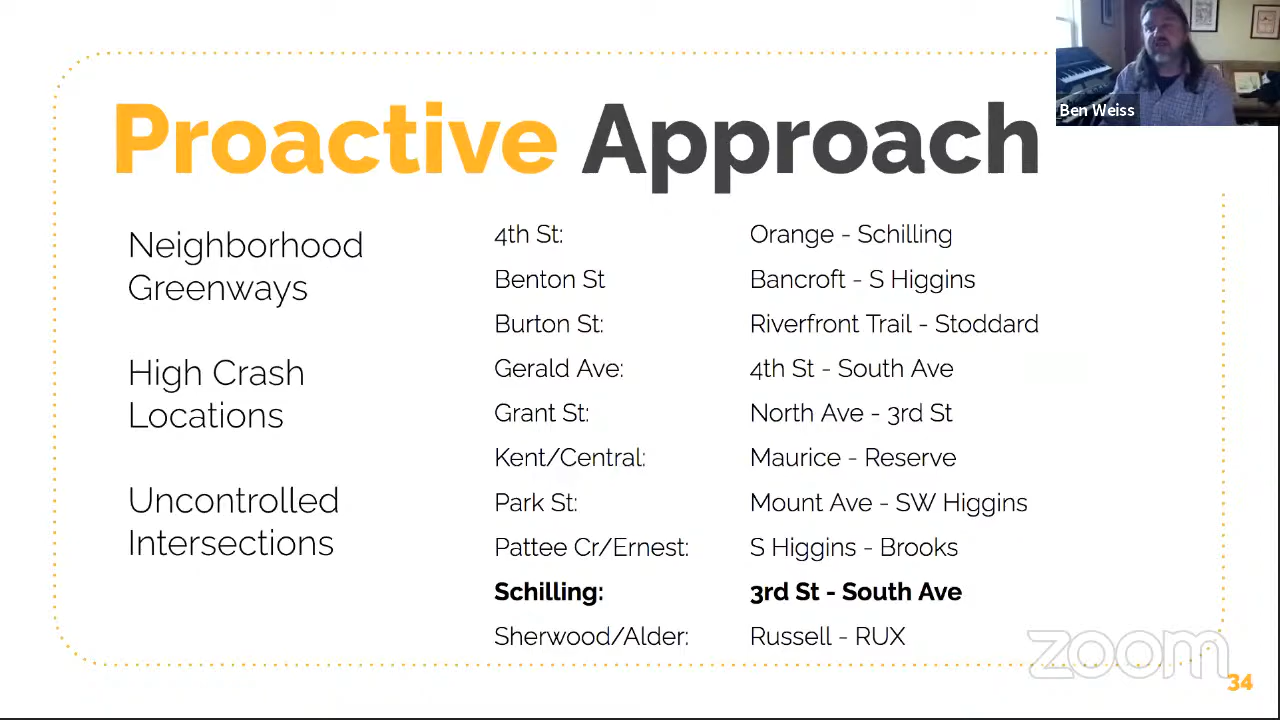 Ben Weiss
Proactive Approach
Neighborhood
Greenways
High Crash
Locations
Uncontrolled
Intersections
4th St: Orange - Schilling
Benton St Bancroft - S Higgins
Burton St: Riverfront Trail - Stoddard
Gerald Ave: 4th St - South Ave
Grant St: North Ave - 3rd St
Kent/Central: Maurice - Reserve
Park St: Mount Ave - SW Higgins
Pattee Cr/Ernest: S Higgins - Brooks
Schilling: 3rd St - South Ave
Sherwood/Alder: Russell - RUX
zoom
34